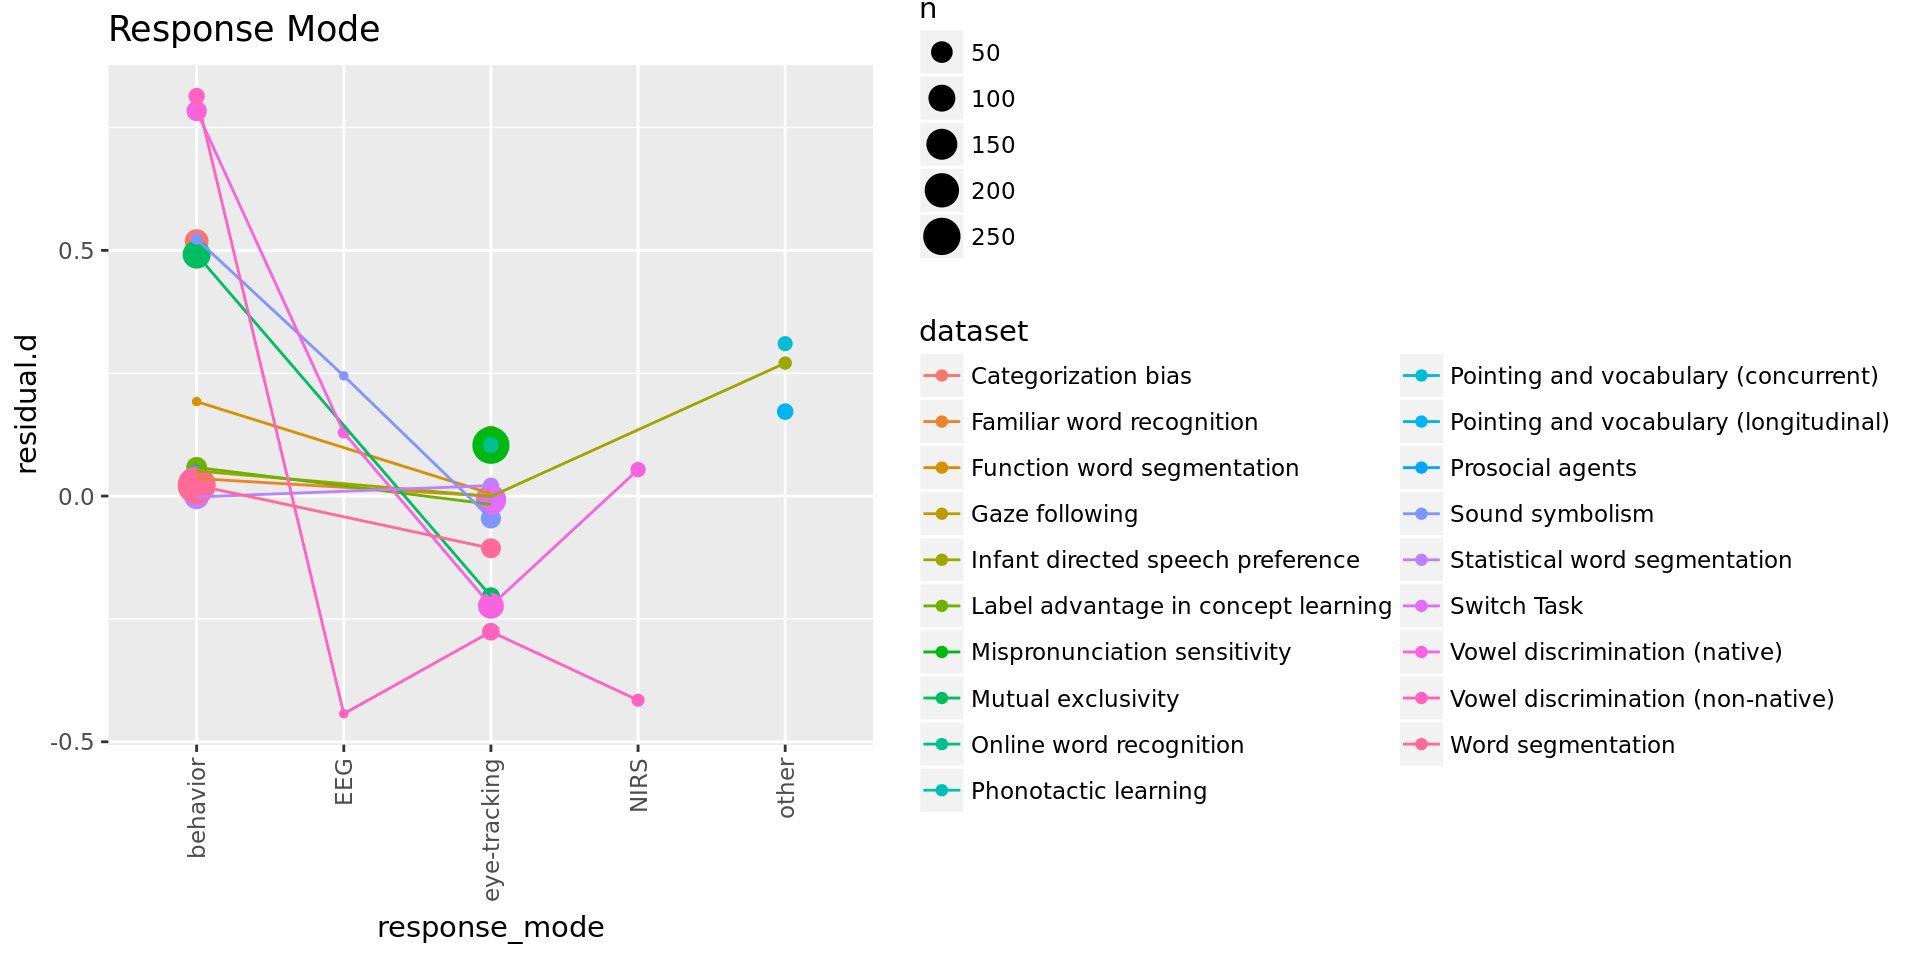 Response Mode
residual.d
0.5
0.0
-0.5
behavior
EEG
eye-tracking
NIRS
other
response_mode
n
50
100
150
200
250
dataset
Categorization bias
Familiar word recognition
Function word segmentation
Gaze following
Infant directed speech preference
Label advantage in concept learning
Mispronunciation sensitivity
Mutual exclusivity
Online word recognition
Phonotactic learning
Pointing and vocabulary (concurrent)
Pointing and vocabulary (longitudinal)
Prosocial agents
Sound symbolism
Statistical word segmentation
Switch Task
Vowel discrimination (native)
Vowel discrimination (non-native)
Word segmentation